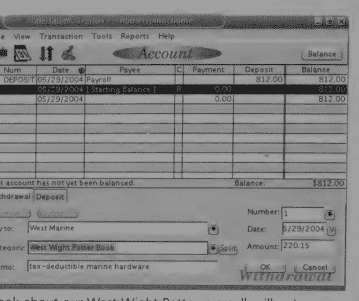 e View Transaction Tools Reports Help
Account
Balance
Num Date Payee C Payment Deposit Balance
DEPOSIT 05/29/2004 Payroll 812.00 812.00
05/29/2004 [Starting Balance] R 0.00 812.00
05/29/2004 0.00 812.00
s account has not yet been balanced. Balance: $812.00
hdrawal Deposit
Number: 1
y to: West Marine Date: 5/29/2004
tegory: West Wight Potter Book Split Amount: 220.15
mo: tax-deductible marine hardware OK Cancel
Withdrawal